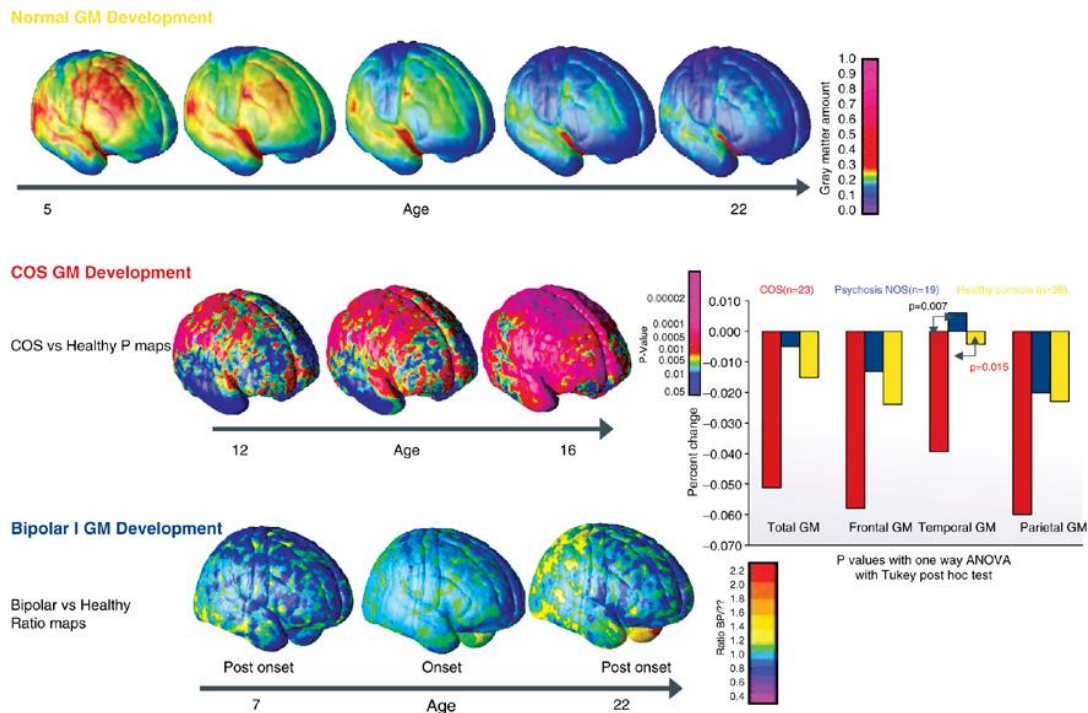 Normal GM Development
1.0
0.9
0.8
0.7
0.6
0.5
0.4
0.3
0.2
0.1
0.0
Gray matter amount
5
Age
22
COS GM Development
COS vs Healthy P maps
0.00002
0.0001
0.0001
0.001
0.005
0.01
0.05
P-Value
12
Age
16
COS(n=23)
Psychosis NOS(n=19)
Healthy controls (n=38)
p=0.007
p=0.015
0.010
0.000
−0.010
−0.020
−0.030
−0.040
−0.050
−0.060
−0.070
Percent change
Total GM
Frontal GM
Temporal GM
Parietal GM
P values with one way ANOVA
with Tukey post hoc test
Bipolar I GM Development
Bipolar vs Healthy
Ratio maps
Post onset
Onset
Post onset
7
Age
22
2.2
2.0
1.8
1.6
1.4
1.2
1.0
0.8
0.6
0.4
Ratio BP/??